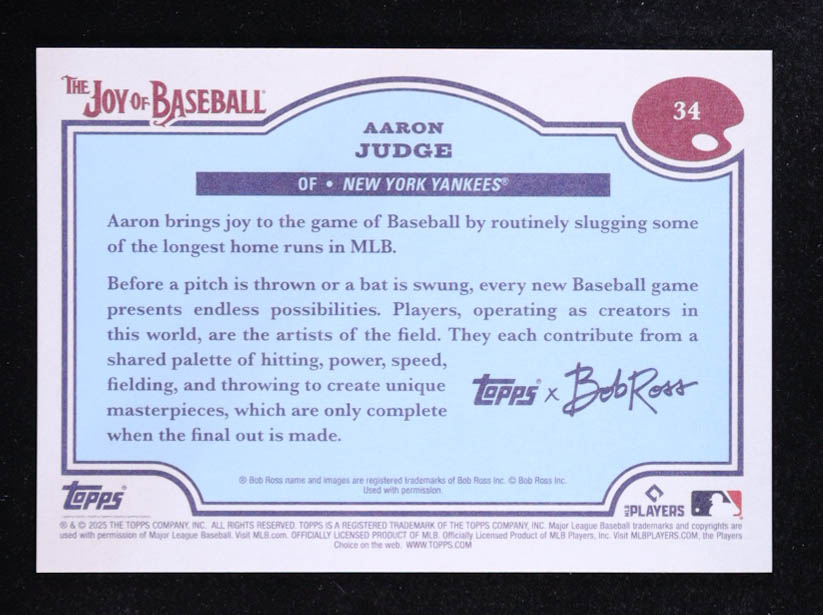 THE JOY OF BASEBALL
34
AARON
JUDGE
OF • NEW YORK YANKEES®
Aaron brings joy to the game of Baseball by routinely slugging some
of the longest home runs in MLB.
Before a pitch is thrown or a bat is swung, every new Baseball game
presents endless possibilities. Players, operating as creators in
this world, are the artists of the field. They each contribute from a
shared palette of hitting, power, speed,
fielding, and throwing to create unique
masterpieces, which are only complete
when the final out is made.
Topps® x Bob Ross
® Bob Ross name and images are registered trademarks of Bob Ross Inc. © Bob Ross Inc.
Used with permission.
Topps®
MLB PLAYERS
® & © 2025 THE TOPPS COMPANY, INC. ALL RIGHTS RESERVED. TOPPS IS A REGISTERED TRADEMARK OF THE TOPPS COMPANY, INC. Major League Baseball trademarks and copyrights are
used with permission of Major League Baseball. Visit MLB.com. OFFICIALLY LICENSED PRODUCT OF MLB. Officially Licensed Product of MLB Players, Inc. Visit MLBPLAYERS.COM, the Players
Choice on the web. WWW.TOPPS.COM